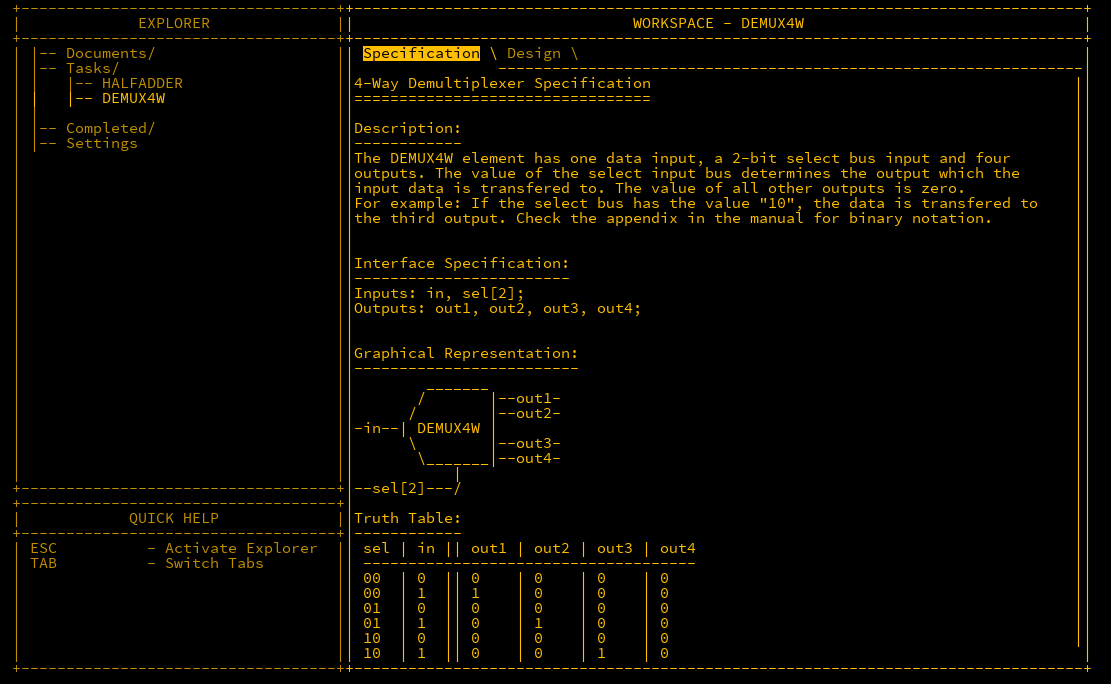 EXPLORER
|-- Documents/
|-- Tasks/
|-- HALFADDER
|-- DEMUX4W
|-- Completed/
|-- Settings
QUICK HELP
ESC - Activate Explorer
TAB - Switch Tabs
WORKSPACE - DEMUX4W
Specification \ Design \
4-Way Demultiplexer Specification
=================================
Description:
------------
The DEMUX4W element has one data input, a 2-bit select bus input and four
outputs. The value of the select input bus determines the output which the
input data is transfered to. The value of all other outputs is zero.
For example: If the select bus has the value "10", the data is transfered to
the third output. Check the appendix in the manual for binary notation.
Interface Specification:
------------------------
Inputs: in, sel[2];
Outputs: out1, out2, out3, out4;
Graphical Representation:
-------------------------
_______
/ |--out1-
/ |--out2-
-in--| DEMUX4W |
\ |--out3-
\_______|--out4-
|
--sel[2]---/
Truth Table:
------------
sel | in || out1 | out2 | out3 | out4
-------------------------------------
00 | 0 || 0 | 0 | 0 | 0
00 | 1 || 1 | 0 | 0 | 0
01 | 0 || 0 | 0 | 0 | 0
01 | 1 || 0 | 1 | 0 | 0
10 | 0 || 0 | 0 | 0 | 0
10 | 1 || 0 | 0 | 1 | 0